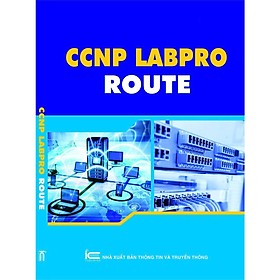 CCNP LABPRO
ROUTE
CCNP LABPRO ROUTE
NHÀ XUẤT BẢN THÔNG TIN VÀ TRUYỀN THÔNG